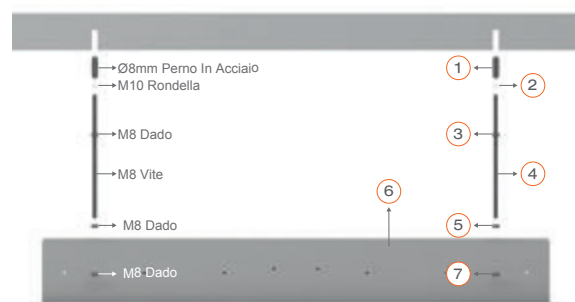 Ø8mm Perno In Acciaio
1
M10 Rondella
2
M8 Dado
3
M8 Vite
4
6
M8 Dado
5
M8 Dado
7